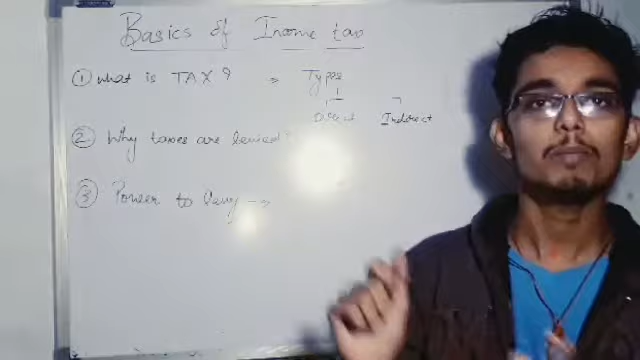 Basics of Income tax
① What is TAX? => Types
Direct Indirect
② Why taxes are levied?
③ Power to levy ->